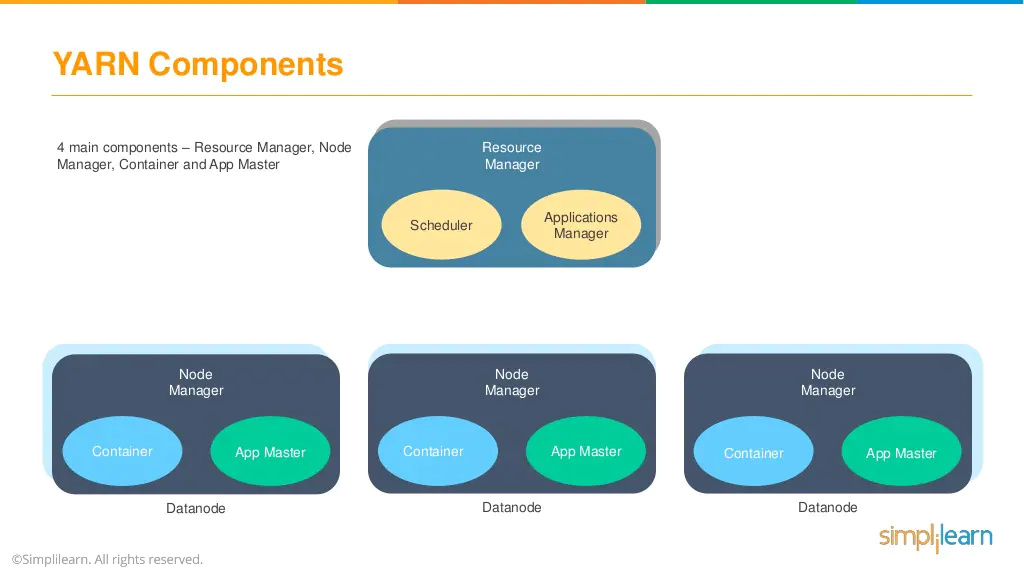 YARN Components
4 main components – Resource Manager, Node
Manager, Container and App Master
Resource
Manager
Scheduler
Applications
Manager
Node
Manager
Container
App Master
Datanode
Node
Manager
Container
App Master
Datanode
Node
Manager
Container
App Master
Datanode
simplilearn
©Simplilearn. All rights reserved.